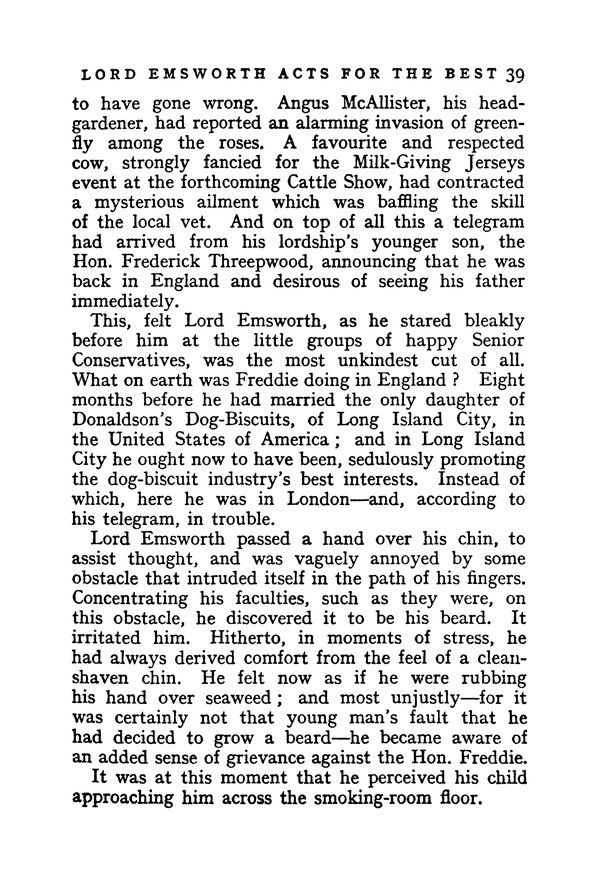 LORD EMSWORTH ACTS FOR THE BEST 39
to have gone wrong. Angus McAllister, his head-
gardener, had reported an alarming invasion of green-
fly among the roses. A favourite and respected
cow, strongly fancied for the Milk-Giving Jerseys
event at the forthcoming Cattle Show, had contracted
a mysterious ailment which was baffling the skill
of the local vet. And on top of all this a telegram
had arrived from his lordship's younger son, the
Hon. Frederick Threepwood, announcing that he was
back in England and desirous of seeing his father
immediately.
This, felt Lord Emsworth, as he stared bleakly
before him at the little groups of happy Senior
Conservatives, was the most unkindest cut of all.
What on earth was Freddie doing in England ? Eight
months before he had married the only daughter of
Donaldson's Dog-Biscuits, of Long Island City, in
the United States of America ; and in Long Island
City he ought now to have been, sedulously promoting
the dog-biscuit industry's best interests. Instead of
which, here he was in London—and, according to
his telegram, in trouble.
Lord Emsworth passed a hand over his chin, to
assist thought, and was vaguely annoyed by some
obstacle that intruded itself in the path of his fingers.
Concentrating his faculties, such as they were, on
this obstacle, he discovered it to be his beard. It
irritated him. Hitherto, in moments of stress, he
had always derived comfort from the feel of a clean-
shaven chin. He felt now as if he were rubbing
his hand over seaweed ; and most unjustly—for it
was certainly not that young man's fault that he
had decided to grow a beard—he became aware of
an added sense of grievance against the Hon. Freddie.
It was at this moment that he perceived his child
approaching him across the smoking-room floor.